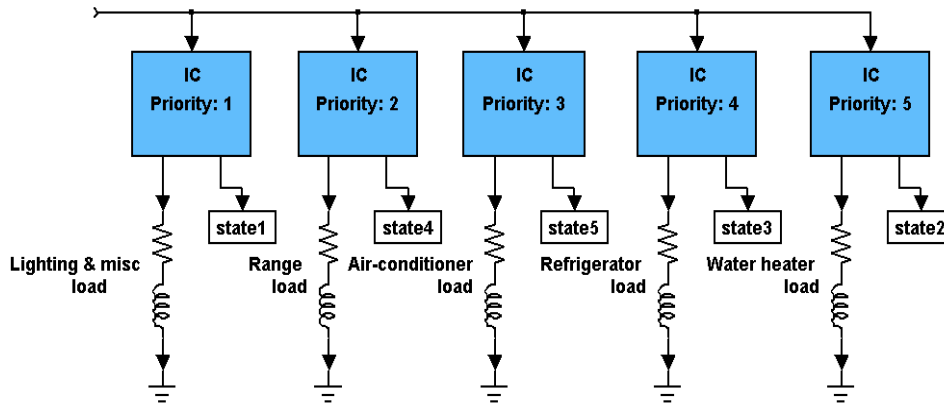 IC
Priority: 1
IC
Priority: 2
IC
Priority: 3
IC
Priority: 4
IC
Priority: 5
state1
state4
state5
state3
state2
Lighting & misc
load
Range
load
Air-conditioner
load
Refrigerator
load
Water heater
load